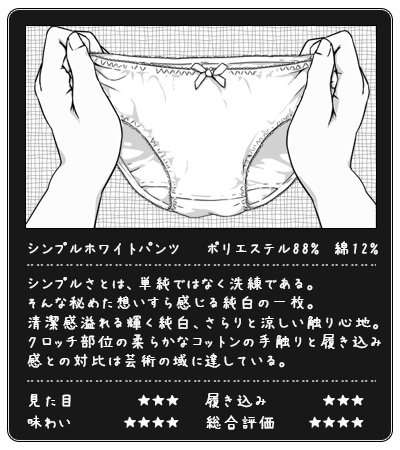 シンプルホワイトパンツ　ポリエステル88%　綿12%
シンプルさとは、単純ではなく洗練である。
そんな秘めた想いすら感じる純白の一枚。
清潔感溢れる輝く純白、さらりと涼しい触り心地。
クロッチ部位の柔らかなコットンの手触りと履き込み
感との対比は芸術の域に達している。
見た目　★★★　履き込み　★★★
味わい　★★★★　総合評価　★★★★